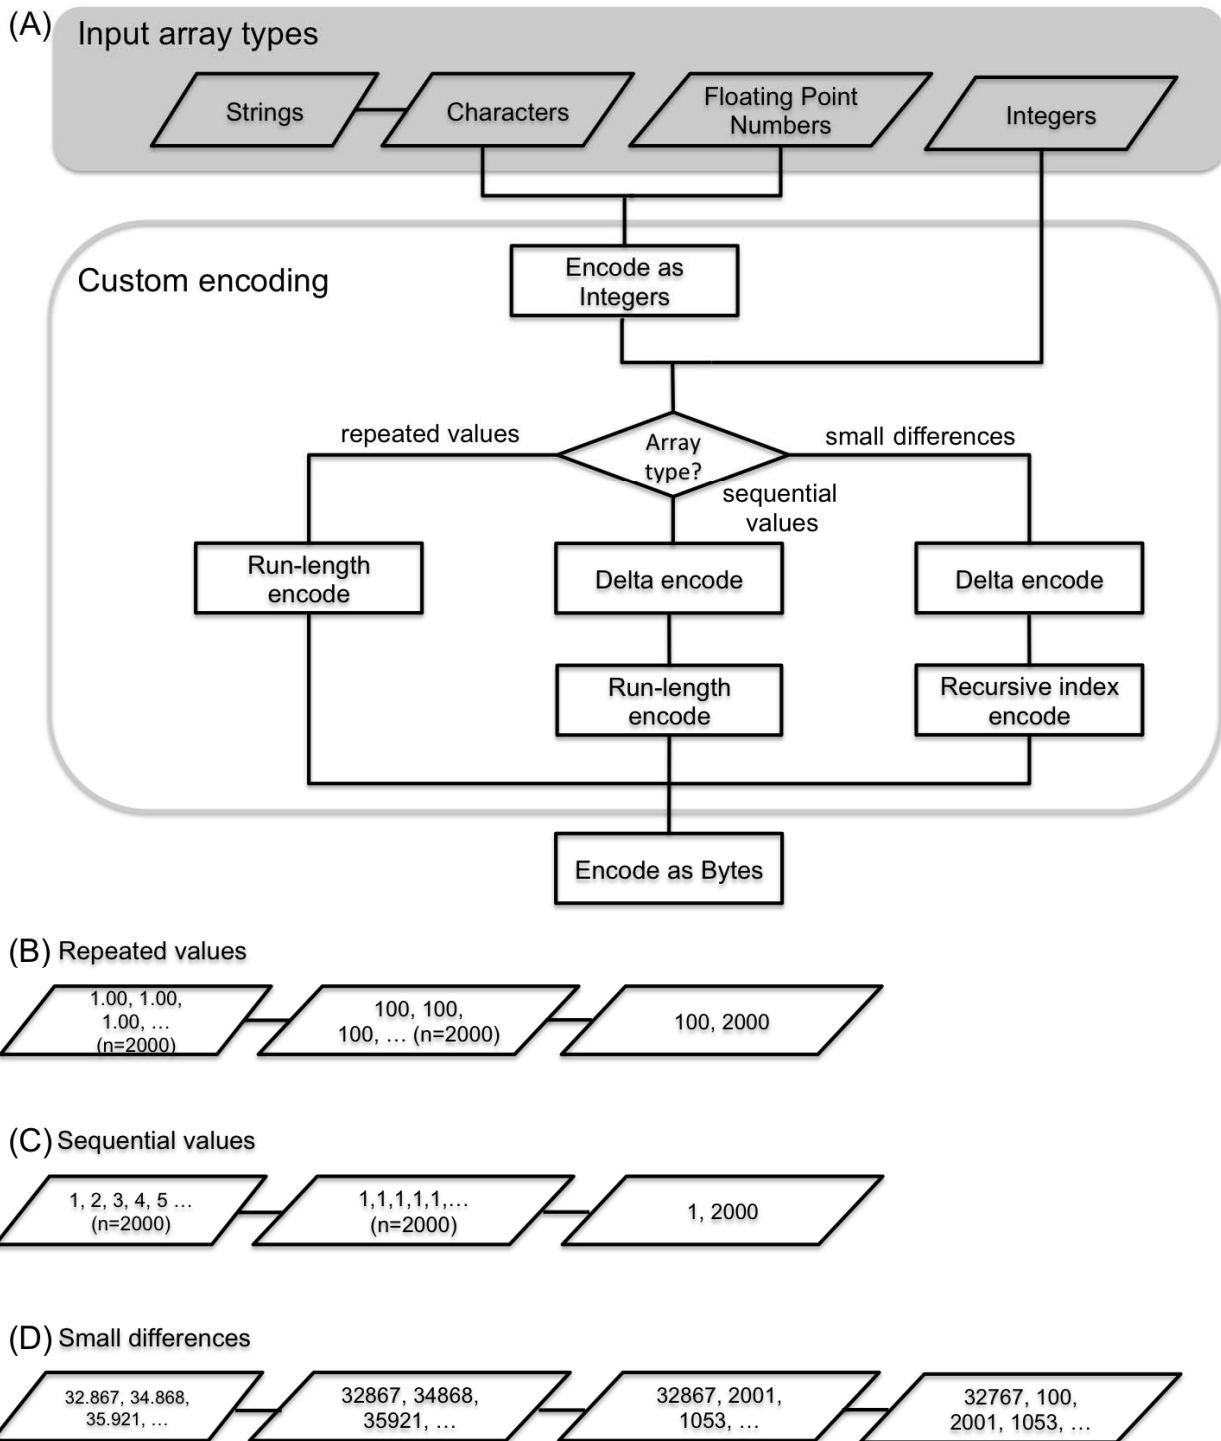 (A)
Input array types
Strings
Characters
Floating Point
Numbers
Integers
Custom encoding
Encode as
Integers
Array
type?
repeated values
small differences
sequential
values
Run-length
encode
Delta encode
Delta encode
Run-length
encode
Recursive index
encode
Encode as Bytes
(B) Repeated values
1.00, 1.00,
1.00, …
(n=2000)
100, 100,
100, … (n=2000)
100, 2000
(C) Sequential values
1, 2, 3, 4, 5 …
(n=2000)
1,1,1,1,1,…
(n=2000)
1, 2000
(D) Small differences
32.867, 34.868,
35.921, …
32867, 34868,
35921, …
32867, 2001,
1053, …
32767, 100,
2001, 1053, …